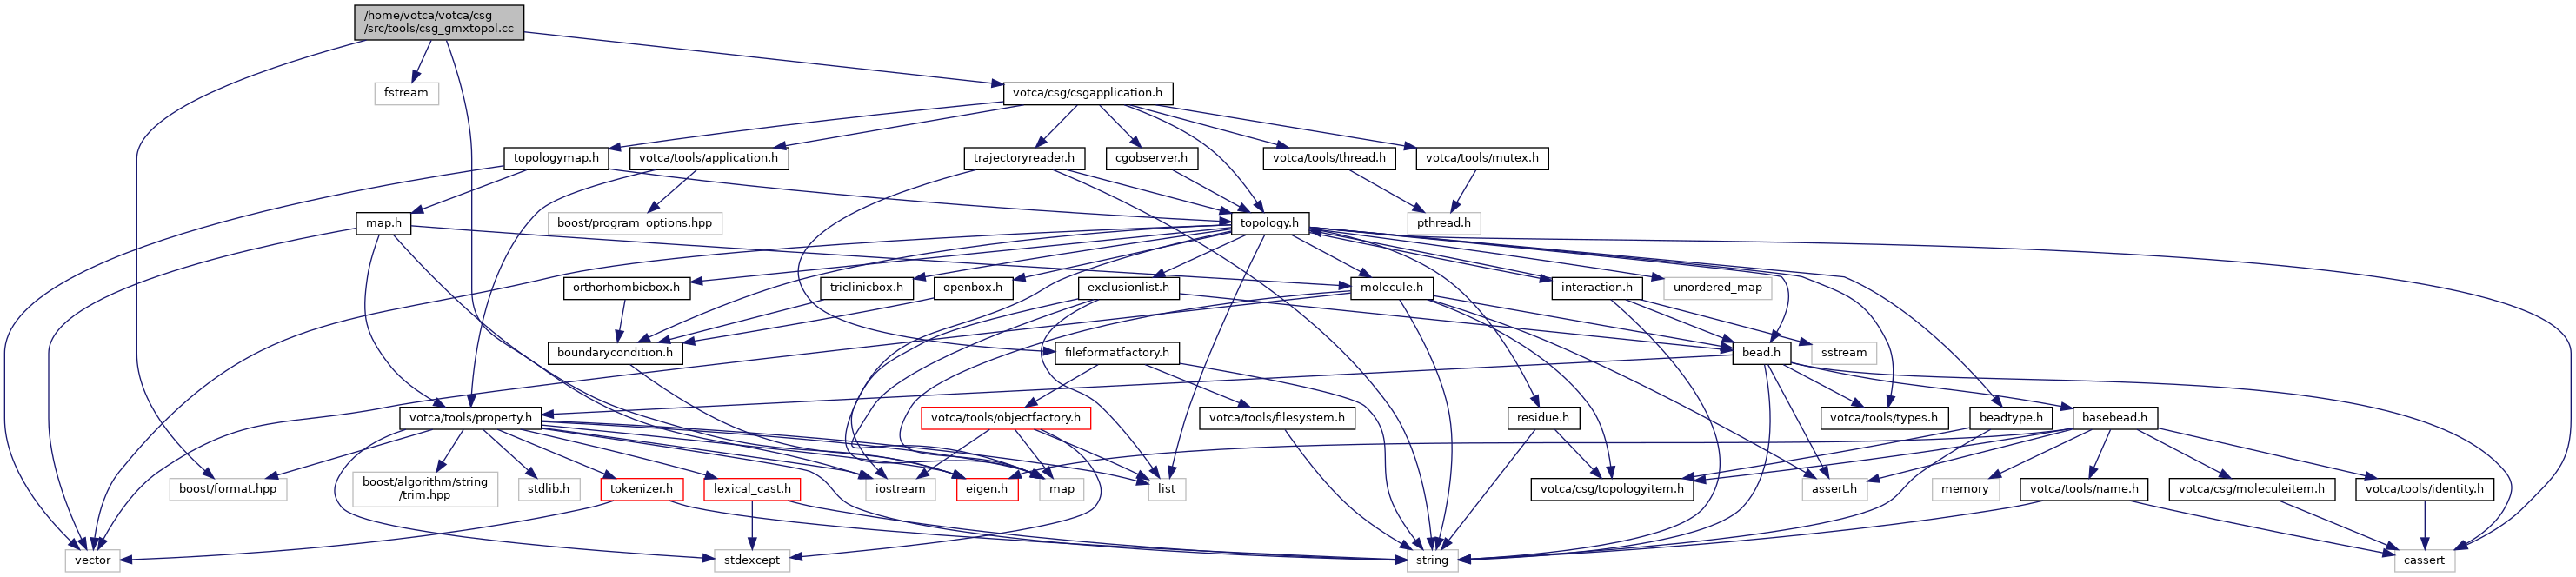 /home/votca/votca/csg
/src/tools/csg_gmxtopol.cc
fstream
votca/csg/csgapplication.h
topologymap.h
votca/tools/application.h
trajectoryreader.h
cgobserver.h
votca/tools/thread.h
votca/tools/mutex.h
map.h
boost/program_options.hpp
topology.h
pthread.h
orthorhombicbox.h
triclinicbox.h
openbox.h
exclusionlist.h
molecule.h
interaction.h
unordered_map
boundarycondition.h
fileformatfactory.h
bead.h
sstream
votca/tools/property.h
votca/tools/objectfactory.h
votca/tools/filesystem.h
residue.h
votca/tools/types.h
beadtype.h
basebead.h
boost/format.hpp
boost/algorithm/string
/trim.hpp
stdlib.h
tokenizer.h
lexical_cast.h
iostream
eigen.h
map
list
votca/csg/topologyitem.h
assert.h
memory
votca/tools/name.h
votca/csg/moleculeitem.h
votca/tools/identity.h
vector
stdexcept
string
cassert